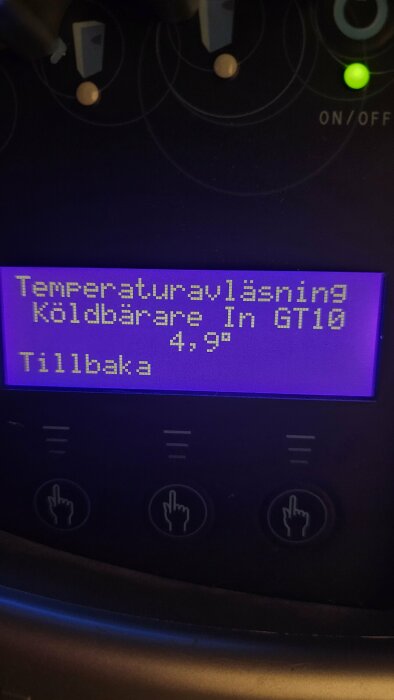 ON/OFF
Temperaturavläsning
Köldbärare In GT10
4,9°
Tillbaka